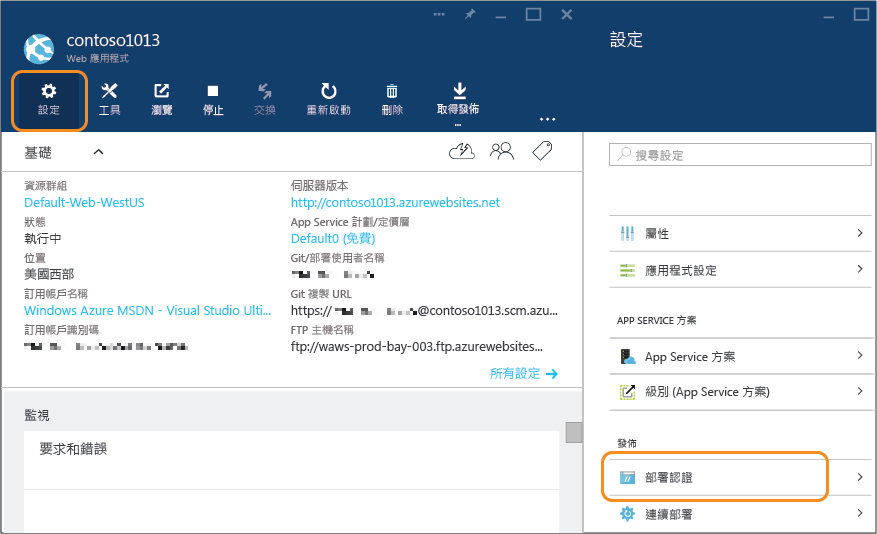 contoso1013
Web 應用程式
設定
工具
瀏覽
停止
交換
重新啟動
刪除
取得發佈
...
基礎
資源群組
Default-Web-WestUS
狀態
執行中
位置
美國西部
訂用帳戶名稱
Windows Azure MSDN - Visual Studio Ulti...
訂用帳戶識別碼
伺服器版本
http://contoso1013.azurewebsites.net
App Service 計劃/定價層
Default0 (免費)
Git/部署使用者名稱
Git 複製 URL
https:// @contoso1013.scm.azu...
FTP 主機名稱
ftp://waws-prod-bay-003.ftp.azurewebsites...
所有設定
監視
要求和錯誤
設定
搜尋設定
屬性
應用程式設定
APP SERVICE 方案
App Service 方案
級別 (App Service 方案)
發佈
部署認證
連續部署